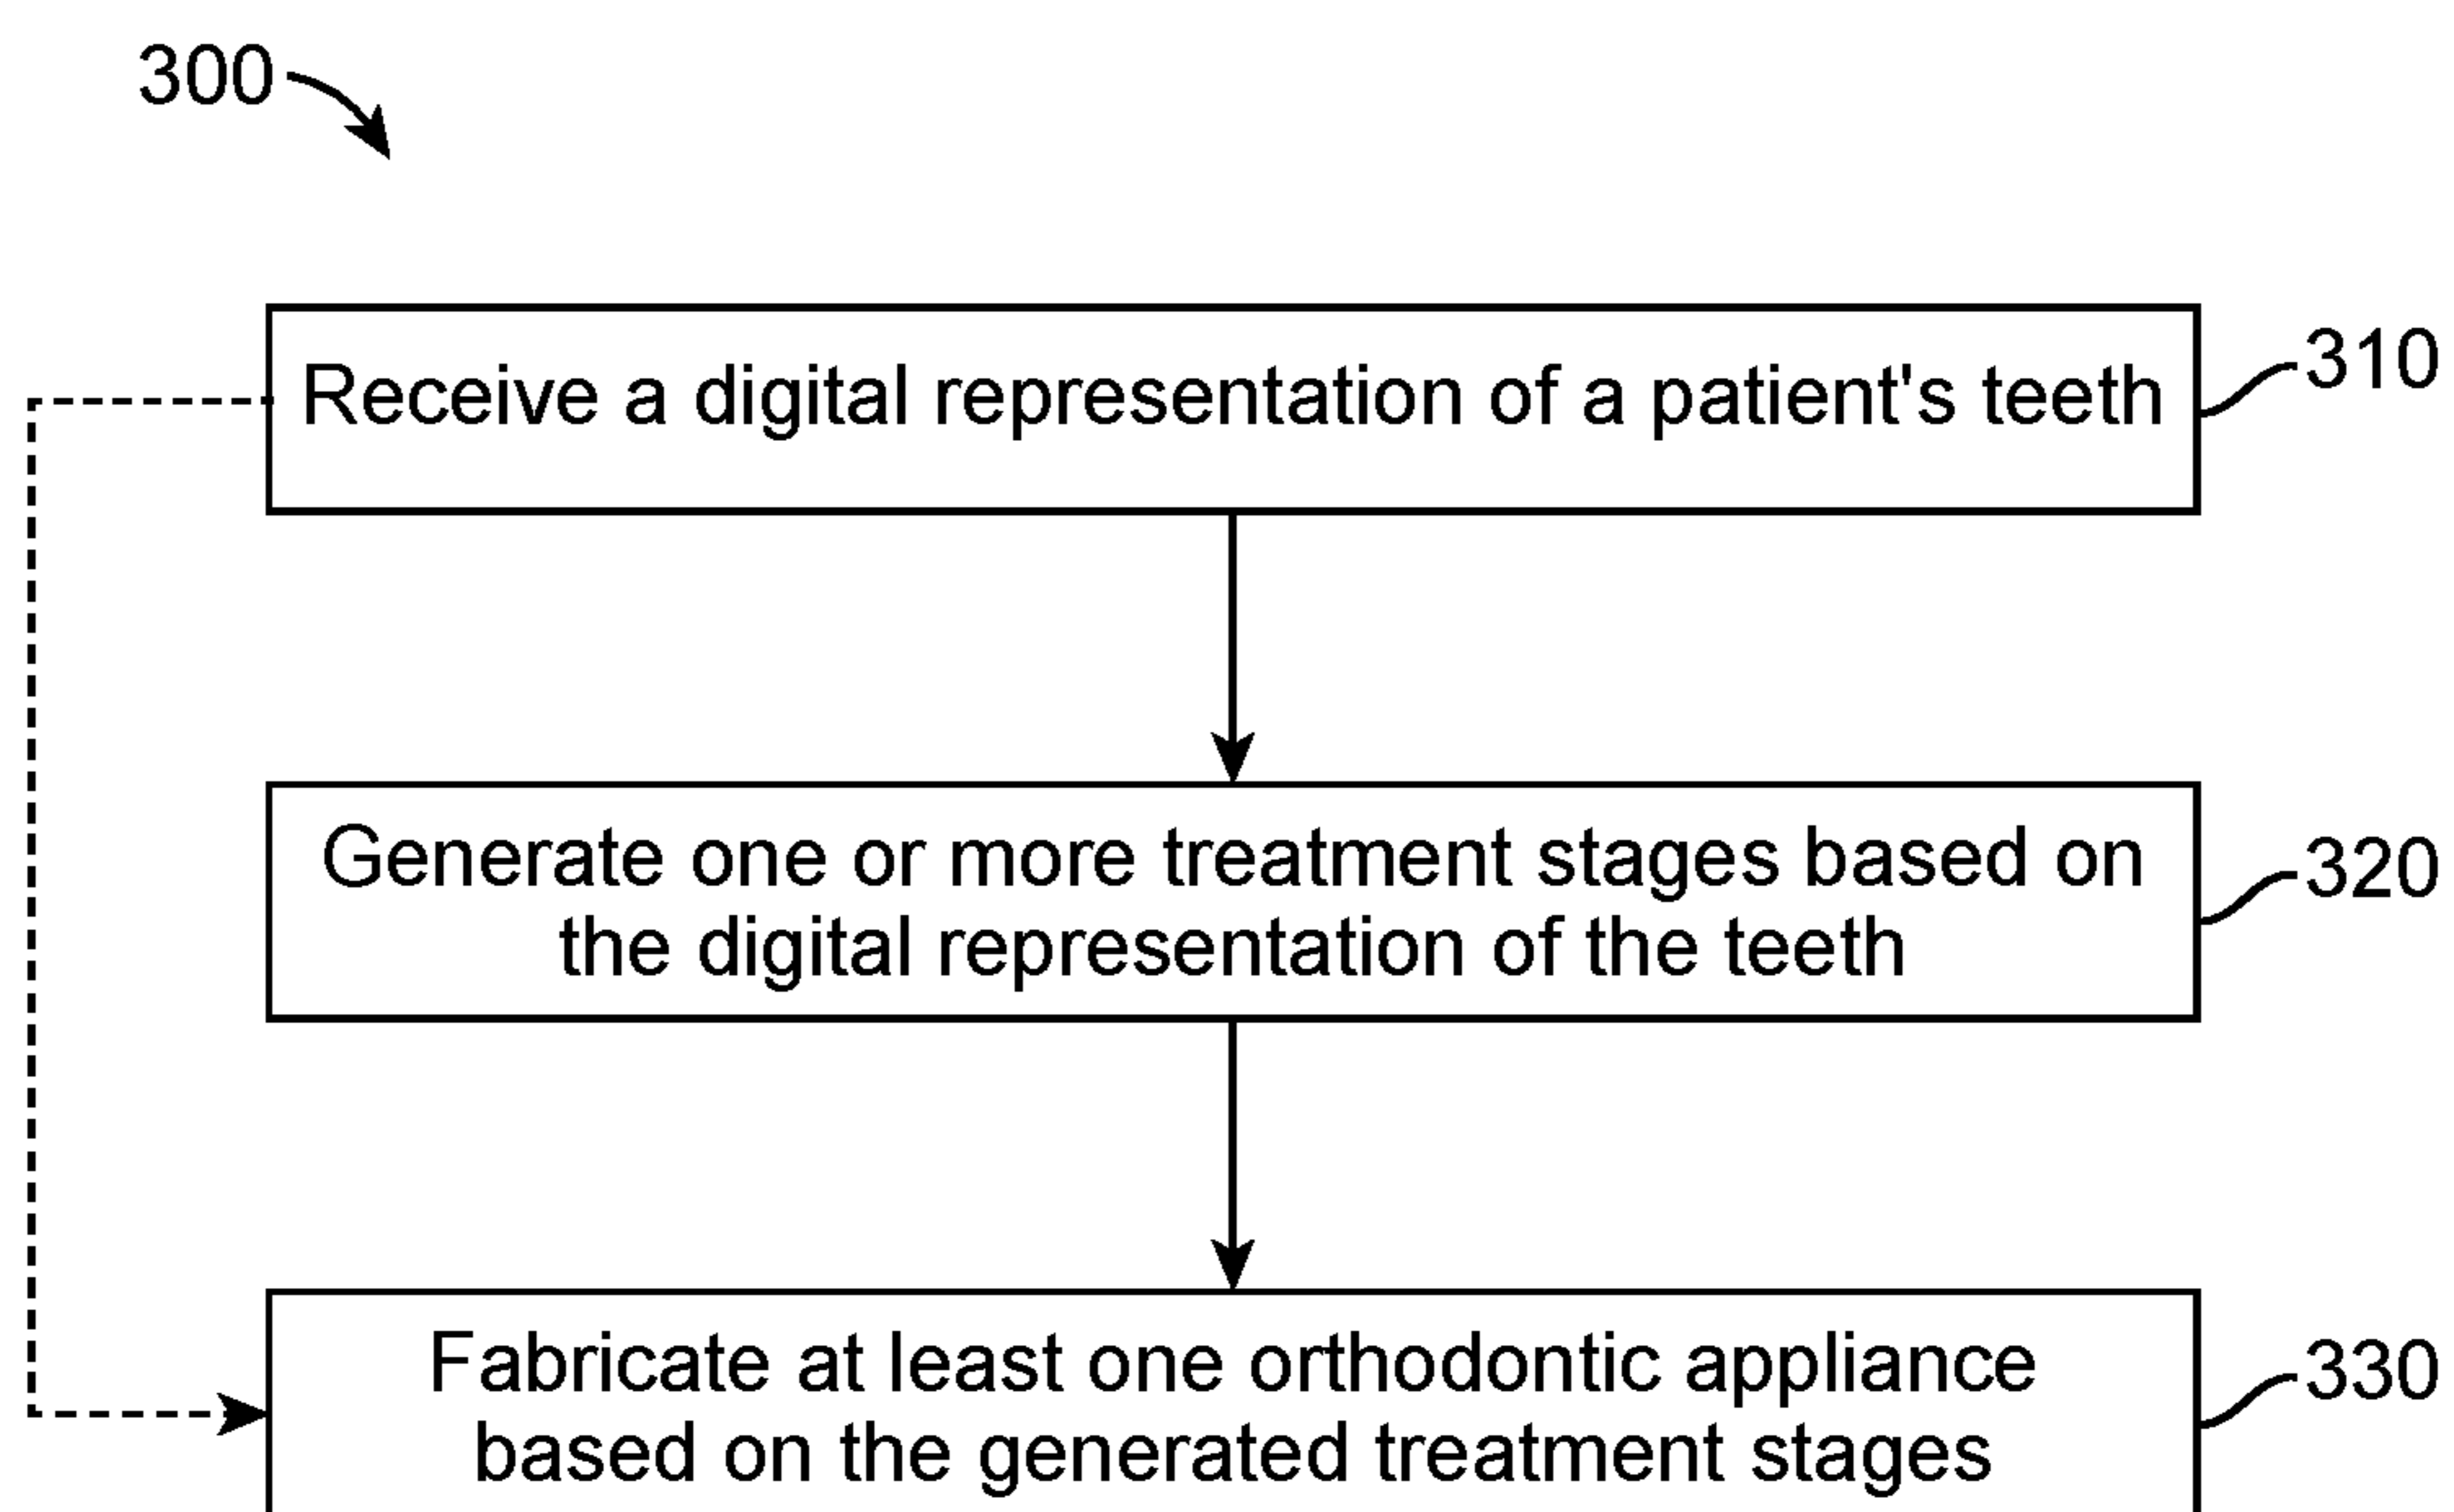 300
Receive a digital representation of a patient's teeth
310
Generate one or more treatment stages based on
the digital representation of the teeth
320
Fabricate at least one orthodontic appliance
based on the generated treatment stages
330